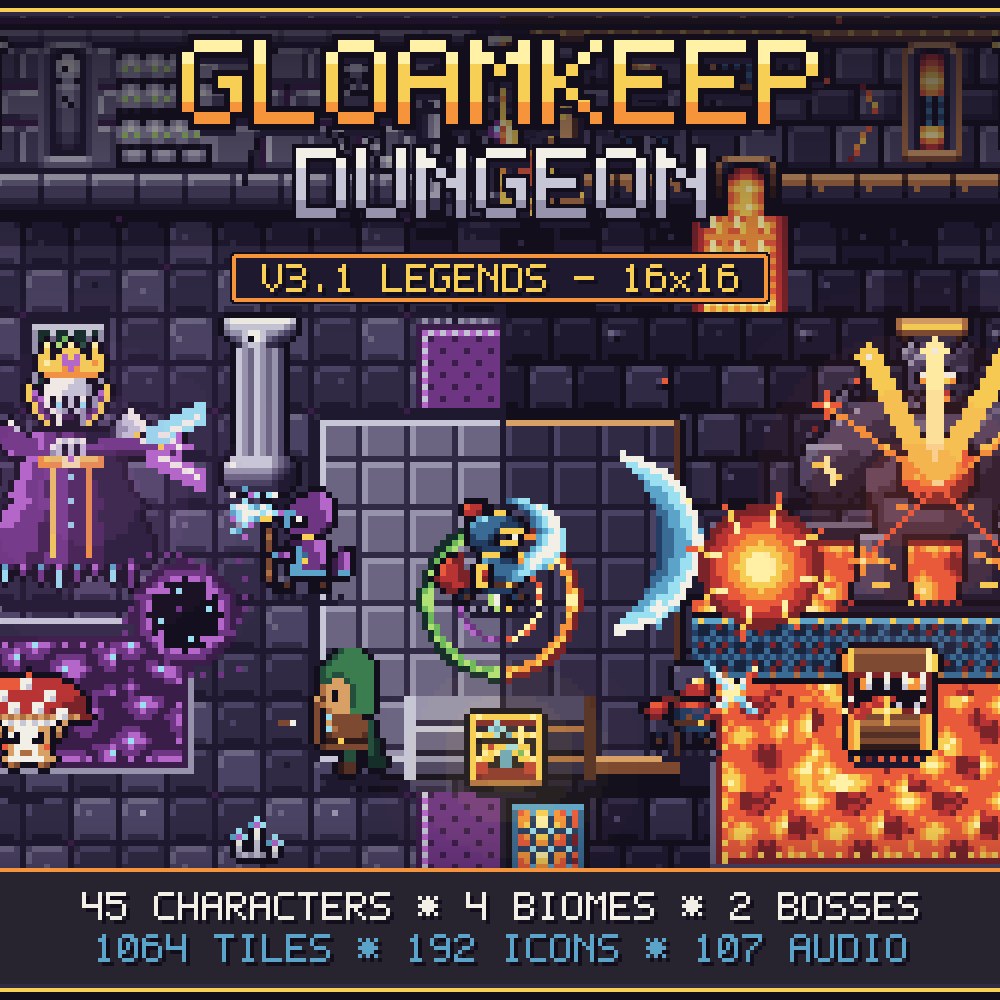 GLOAMKEEP
DUNGEON
V3.1 LEGENDS - 16x16
45 CHARACTERS * 4 BIOMES * 2 BOSSES
1064 TILES * 192 ICONS * 107 AUDIO